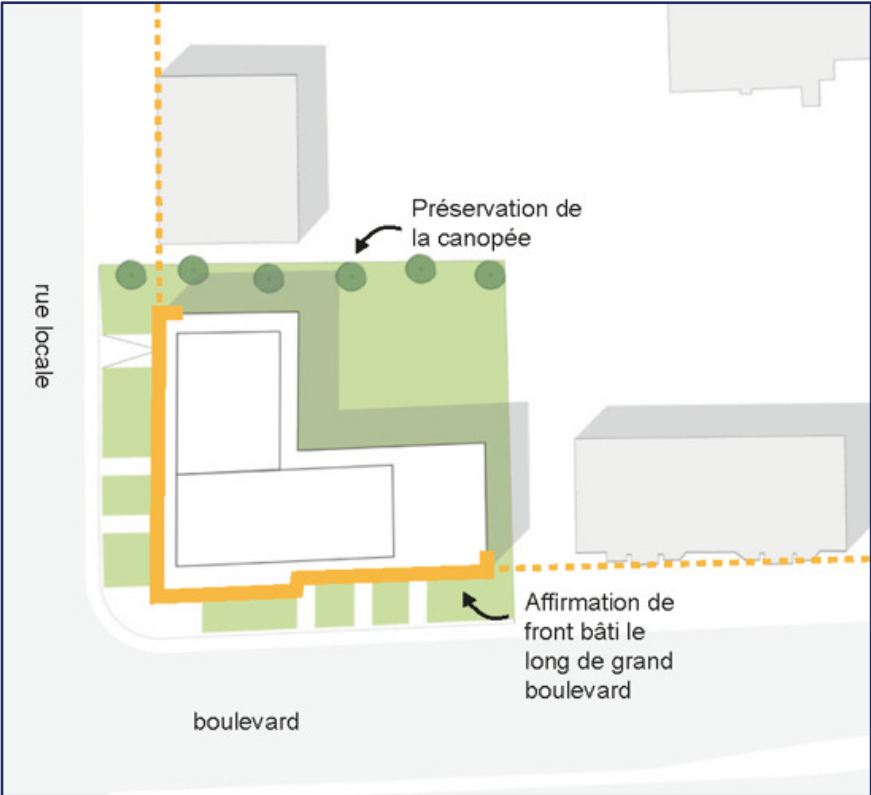 Préservation de
la canopée
rue locale
Affirmation de
front bâti le
long de grand
boulevard
boulevard